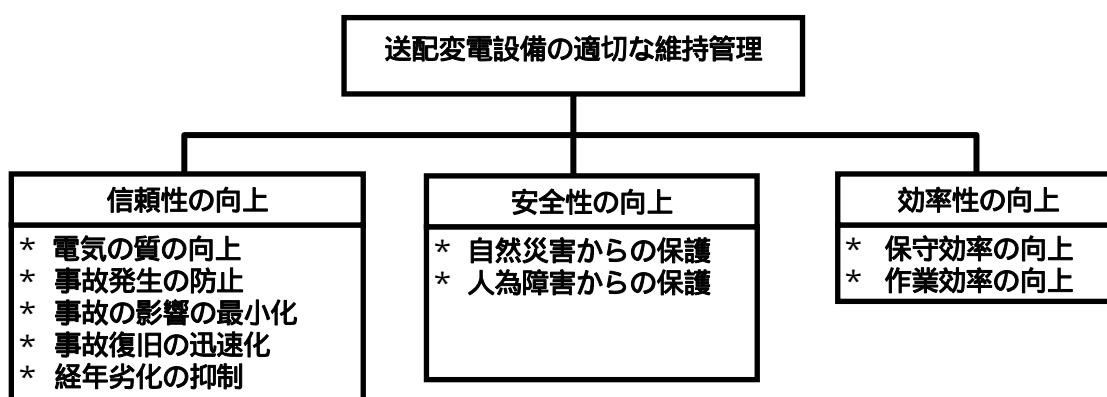 送配変電設備の適切な維持管理
信頼性の向上
* 電気の質の向上
* 事故発生の防止
* 事故の影響の最小化
* 事故復旧の迅速化
* 経年劣化の抑制
安全性の向上
* 自然災害からの保護
* 人為障害からの保護
効率性の向上
* 保守効率の向上
* 作業効率の向上